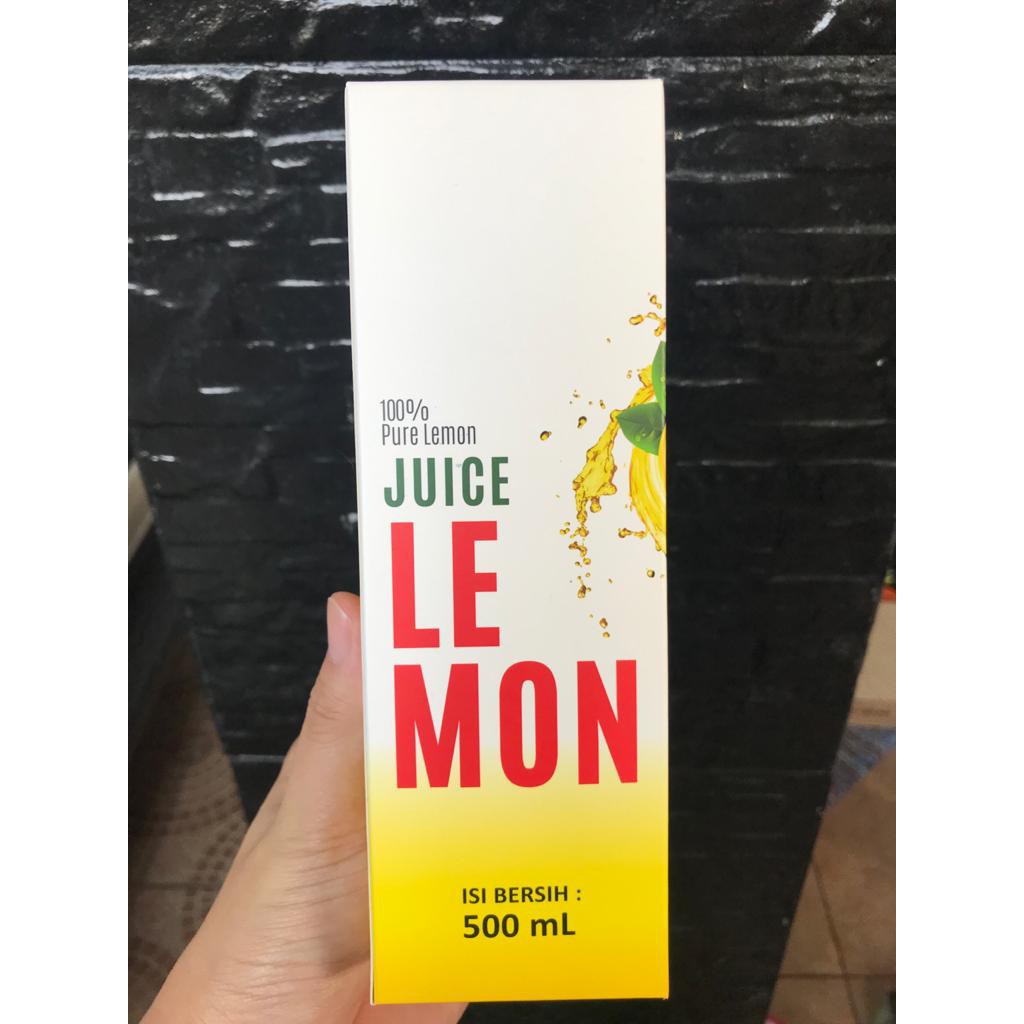 100%
Pure Lemon
JUICE
LE
MON
ISI BERSIH :
500 mL